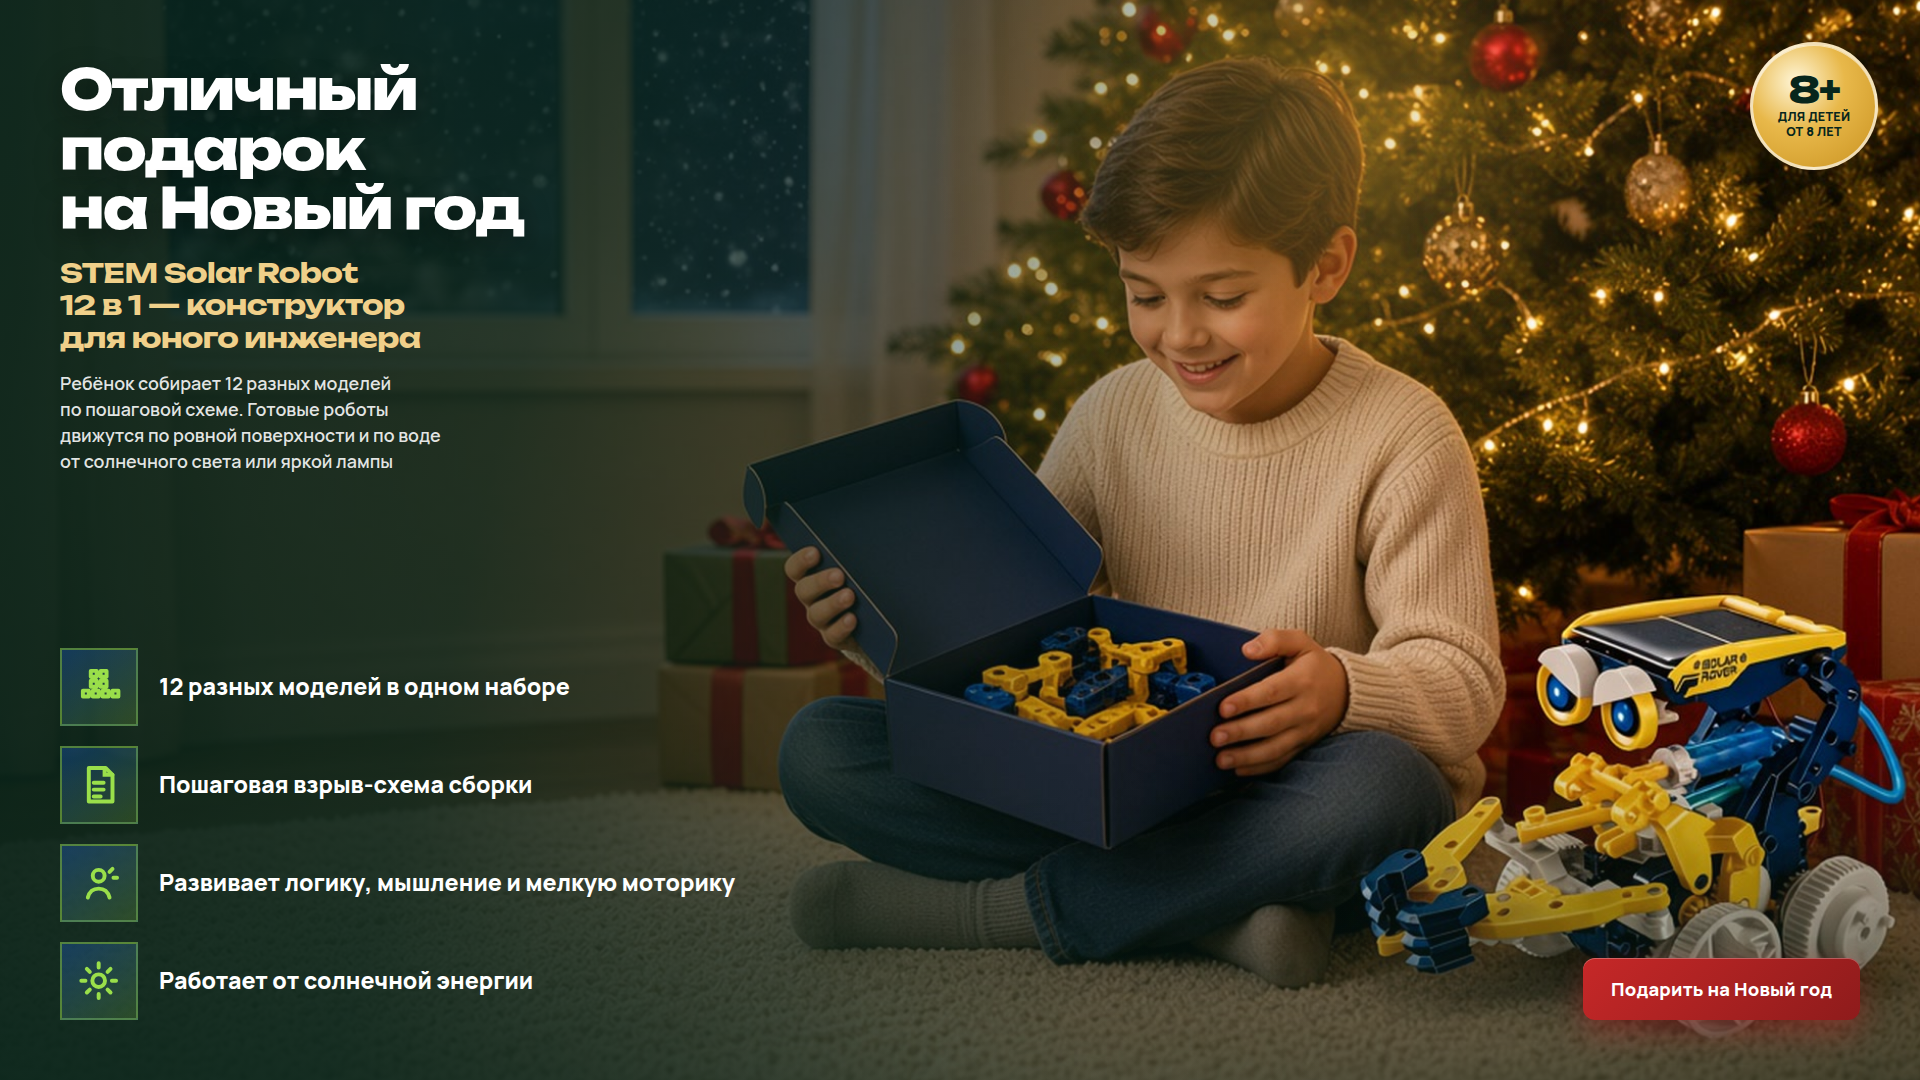 Отличный
подарок
на Новый год
STEM Solar Robot
12 в 1 — конструктор
для юного инженера
Ребёнок собирает 12 разных моделей
по пошаговой схеме. Готовые роботы
движутся по ровной поверхности и по воде
от солнечного света или яркой лампы
12 разных моделей в одном наборе
Пошаговая взрыв-схема сборки
Развивает логику, мышление и мелкую моторику
Работает от солнечной энергии
8+
ДЛЯ ДЕТЕЙ
ОТ 8 ЛЕТ
SOLAR
ROVER
Подарить на Новый год